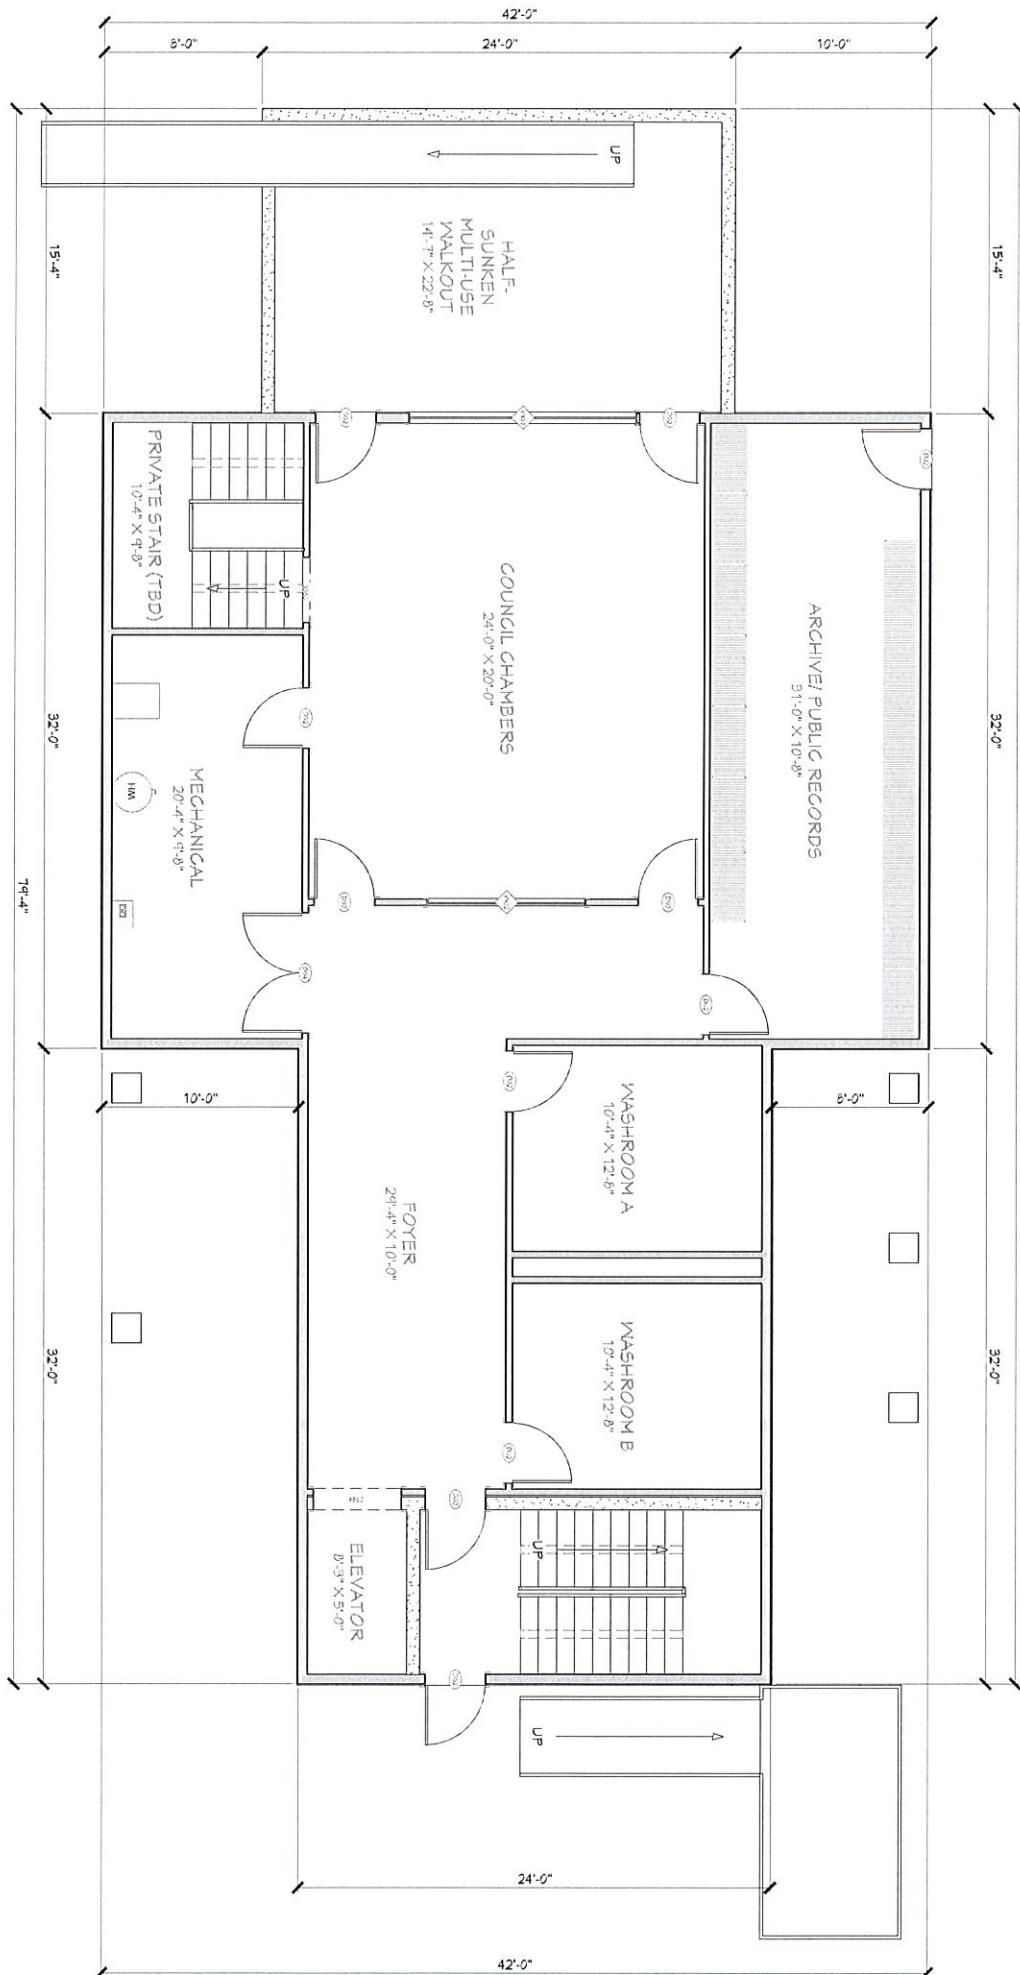 42'-0"
8'-0"
24'-0"
10'-0"
UP
HALF-
SUNKEN
MULTI-USE
WALKOUT
14'-7" X 22'-8"
15'-4"
15'-4"
PRIVATE STAIR (TBD)
10'-4" X 9'-8"
UP
COUNCIL CHAMBERS
24'-0" X 20'-0"
ARCHIVE/ PUBLIC RECORDS
31'-0" X 10'-8"
32'-0"
32'-0"
MECHANICAL
20'-4" X 9'-8"
HW
79'-4"
10'-0"
8'-0"
WASHROOM A
10'-4" X 12'-8"
FOYER
29'-4" X 10'-0"
WASHROOM B
10'-4" X 12'-8"
32'-0"
32'-0"
ELEVATOR
8'-3" X 5'-0"
UP
UP
24'-0"
42'-0"